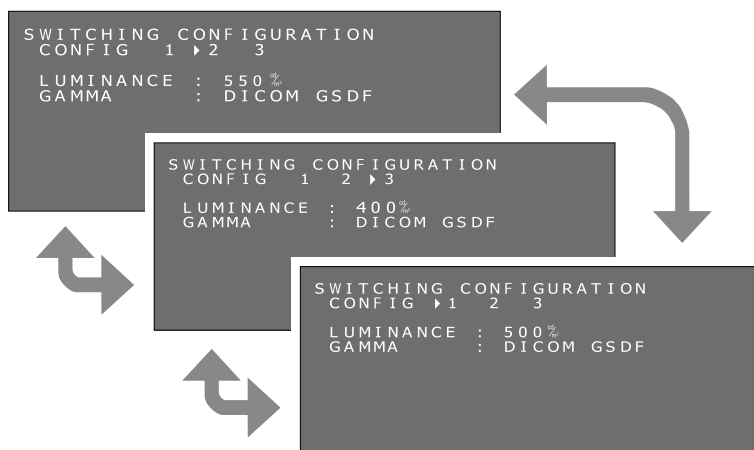 SWITCHING CONFIGURATION
CONFIG 1 ▸2 3
LUMINANCE : 550 cd/m²
GAMMA : DICOM GSDF
SWITCHING CONFIGURATION
CONFIG 1 2 ▸3
LUMINANCE : 400 cd/m²
GAMMA : DICOM GSDF
SWITCHING CONFIGURATION
CONFIG ▸1 2 3
LUMINANCE : 500 cd/m²
GAMMA : DICOM GSDF